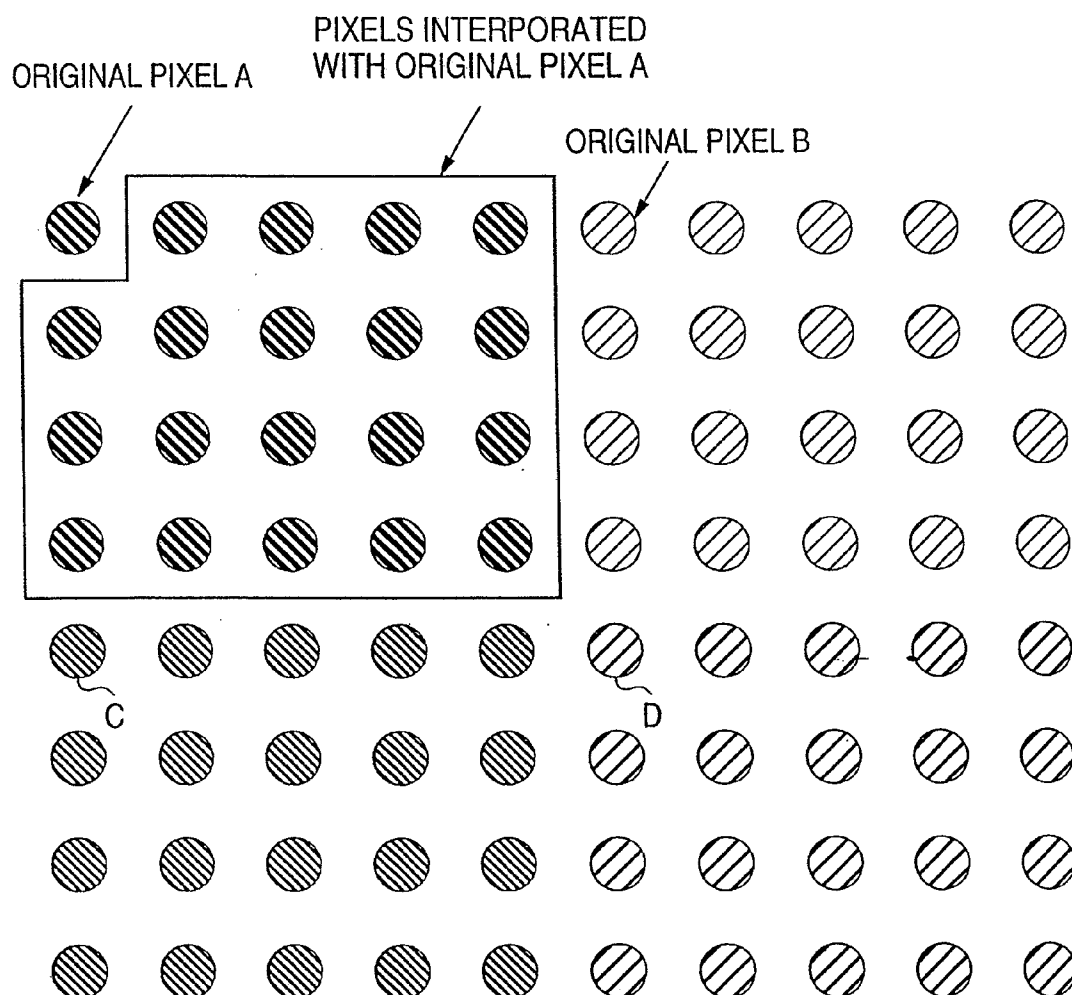 PIXELS INTERPORATED
WITH ORIGINAL PIXEL A
ORIGINAL PIXEL A
ORIGINAL PIXEL B
C
D